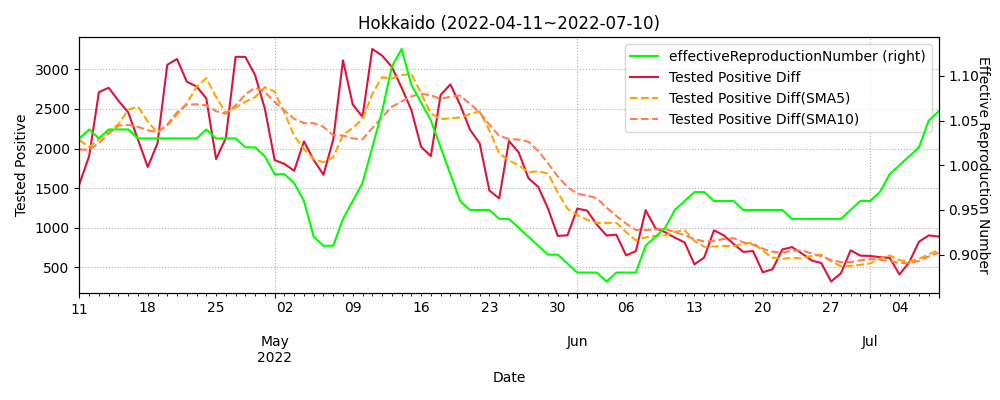 Hokkaido (2022-04-11~2022-07-10)
effectiveReproductionNumber (right)
Tested Positive Diff
Tested Positive Diff(SMA5)
Tested Positive Diff(SMA10)
Tested Positive
3000
2500
2000
1500
1000
500
1.10
1.05
1.00
0.95
0.90
Effective Reproduction Number
11 18 25 02 09 16 23 30 06 13 20 27 04
May Jun Jul
2022
Date